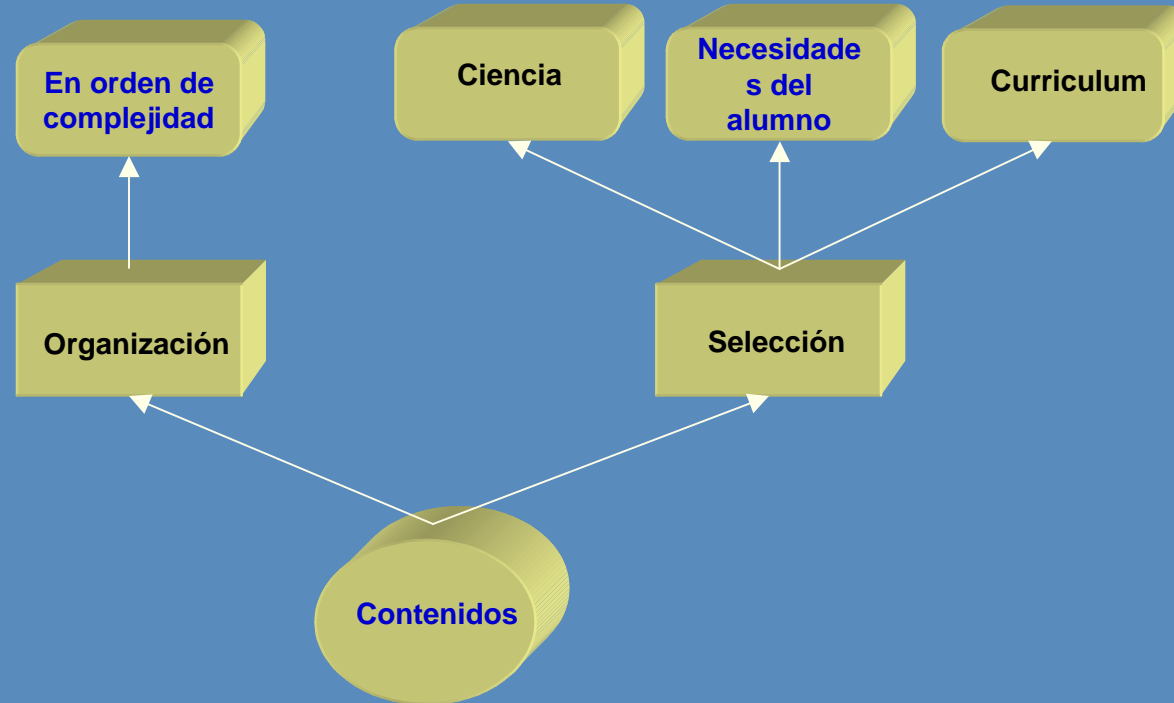 En orden de
complejidad
Ciencia
Necesidade
s del
alumno
Curriculum
Organización
Selección
Contenidos